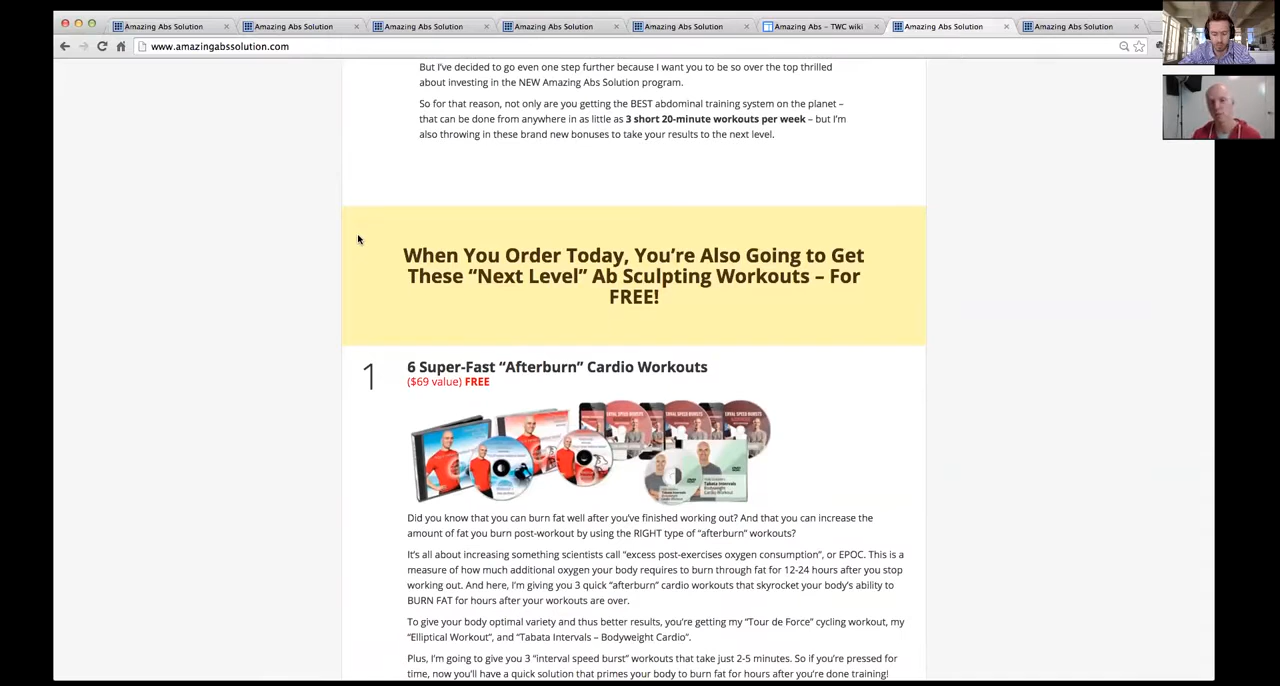 Amazing Abs Solution
Amazing Abs Solution
Amazing Abs Solution
Amazing Abs Solution
Amazing Abs Solution
Amazing Abs – TWC wiki
Amazing Abs Solution
Amazing Abs Solution
www.amazingabssolution.com
But I've decided to go even one step further because I want you to be so over the top thrilled
about investing in the NEW Amazing Abs Solution program.
So for that reason, not only are you getting the BEST abdominal training system on the planet –
that can be done from anywhere in as little as 3 short 20-minute workouts per week – but I'm
also throwing in these brand new bonuses to take your results to the next level.
When You Order Today, You're Also Going to Get
These “Next Level” Ab Sculpting Workouts – For
FREE!
1
6 Super-Fast “Afterburn” Cardio Workouts
($69 value) FREE
Did you know that you can burn fat well after you've finished working out? And that you can increase the
amount of fat you burn post-workout by using the RIGHT type of “afterburn” workouts?
It's all about increasing something scientists call “excess post-exercises oxygen consumption”, or EPOC. This is a
measure of how much additional oxygen your body requires to burn through fat for 12-24 hours after you stop
working out. And here, I'm giving you 3 quick “afterburn” cardio workouts that skyrocket your body's ability to
BURN FAT for hours after your workouts are over.
To give your body optimal variety and thus better results, you're getting my “Tour de Force” cycling workout, my
“Elliptical Workout”, and “Tabata Intervals – Bodyweight Cardio”.
Plus, I'm going to give you 3 “interval speed burst” workouts that take just 2-5 minutes. So if you're pressed for
time, now you'll have a quick solution that primes your body to burn fat for hours after you're done training!